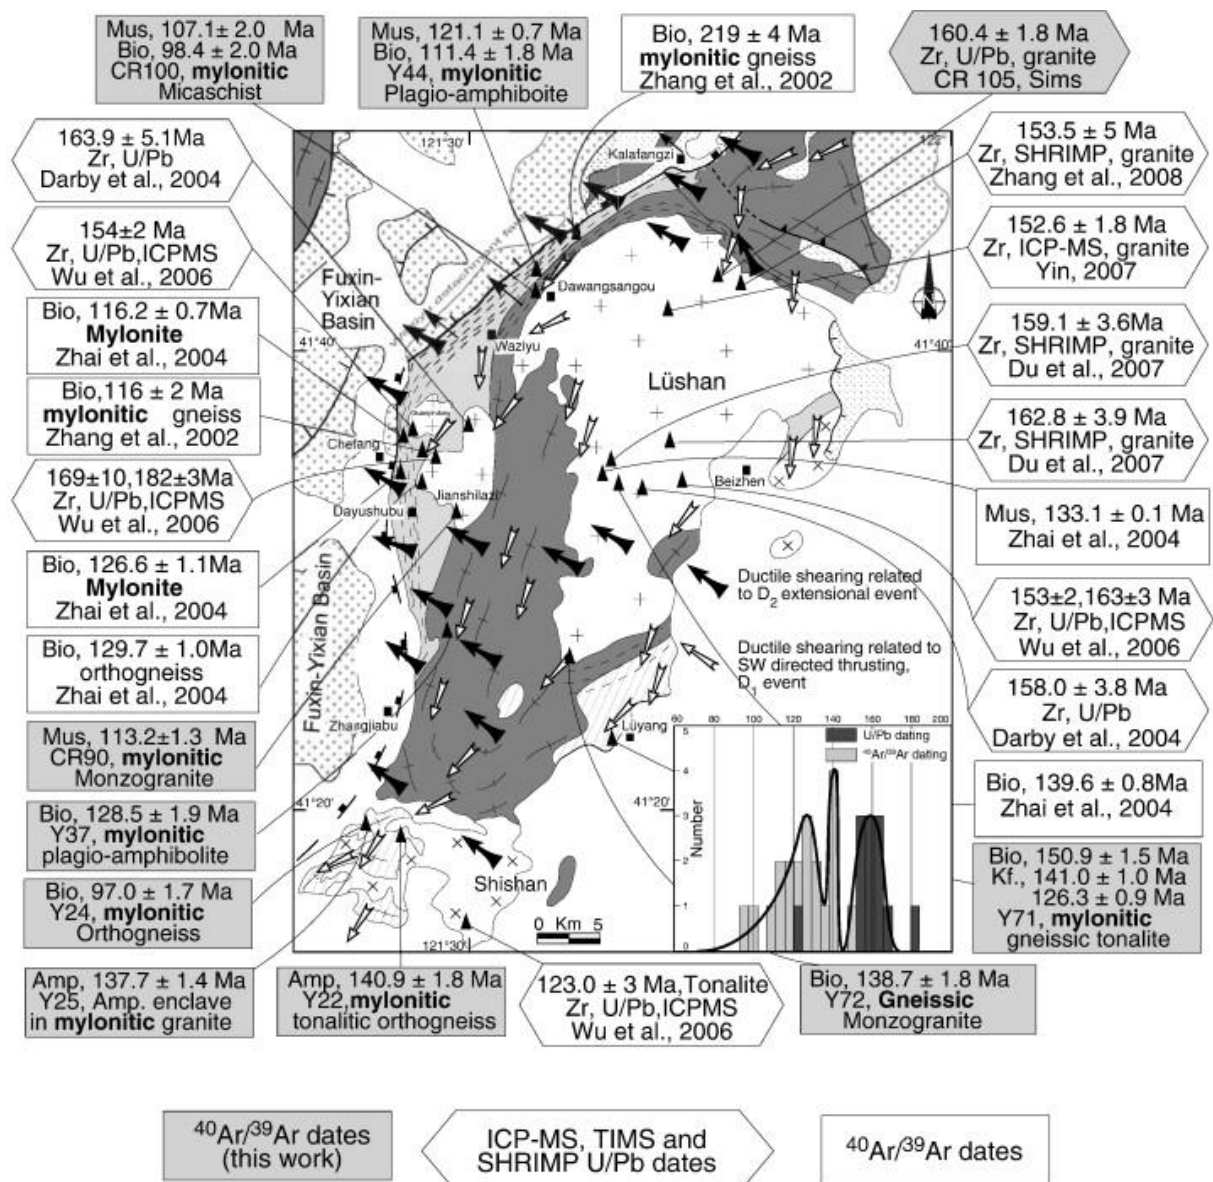 Mus, 107.1± 2.0 Ma
Bio, 98.4± 2.0 Ma
CR100, mylonitic
Micaschist
Mus, 121.1 ± 0.7 Ma
Bio, 111.4 ± 1.8 Ma
Y44, mylonitic
Plagio-amphiboite
Bio, 219 ± 4 Ma
mylonitic gneiss
Zhang et al., 2002
160.4 ± 1.8 Ma
Zr, U/Pb, granite
CR 105, Sims
163.9 ± 5.1Ma
Zr, U/Pb
Darby et al., 2004
154±2 Ma
Zr, U/Pb,ICPMS
Wu et al., 2006
Bio, 116.2 ± 0.7Ma
Mylonite
Zhai et al., 2004
Bio,116 ± 2 Ma
mylonitic gneiss
Zhang et al., 2002
169±10,182±3Ma
Zr, U/Pb,ICPMS
Wu et al., 2006
Bio, 126.6 ± 1.1Ma
Mylonite
Zhai et al., 2004
Bio, 129.7 ± 1.0Ma
orthogneiss
Zhai et al., 2004
Mus, 113.2±1.3 Ma
CR90, mylonitic
Monzogranite
Bio, 128.5 ± 1.9 Ma
Y37, mylonitic
plagio-amphibolite
Bio, 97.0 ± 1.7 Ma
Y24, mylonitic
Orthogneiss
Amp, 137.7 ± 1.4 Ma
Y25, Amp. enclave
in mylonitic granite
121°30'
122°
Kalafangzi
Fuxin-
Yixian
Basin
Dawangsangou
41°40'
Waziyu
41°40'
Lüshan
Chefang
Beizhen
Jianshilazi
Dayushubu
Fuxin-Yixian Basin
Ductile shearing related
to D2 extensional event
Ductile shearing related to
SW directed thrusting,
D1 event
Zhangjiabu
Lüyang
41°20'
Shishan
0 Km 5
121°30'
60 80 100 120 140 160 180 200
U/Pb dating
⁴⁰Ar/³⁹Ar dating
Number
5
4
3
2
1
0
153.5 ± 5 Ma
Zr, SHRIMP, granite
Zhang et al., 2008
152.6 ± 1.8 Ma
Zr, ICP-MS, granite
Yin, 2007
159.1 ± 3.6Ma
Zr, SHRIMP, granite
Du et al., 2007
162.8 ± 3.9 Ma
Zr, SHRIMP, granite
Du et al., 2007
Mus, 133.1 ± 0.1 Ma
Zhai et al., 2004
153±2,163±3 Ma
Zr, U/Pb,ICPMS
Wu et al., 2006
158.0 ± 3.8 Ma
Zr, U/Pb
Darby et al., 2004
Bio, 139.6 ± 0.8Ma
Zhai et al., 2004
Bio, 150.9 ± 1.5 Ma
Kf., 141.0 ± 1.0 Ma
126.3 ± 0.9 Ma
Y71, mylonitic
gneissic tonalite
Amp, 140.9 ± 1.8 Ma
Y22,mylonitic
tonalitic orthogneiss
123.0 ± 3 Ma,Tonalite
Zr, U/Pb,ICPMS
Wu et al., 2006
Bio, 138.7 ± 1.8 Ma
Y72, Gneissic
Monzogranite
⁴⁰Ar/³⁹Ar dates
(this work)
ICP-MS, TIMS and
SHRIMP U/Pb dates
⁴⁰Ar/³⁹Ar dates